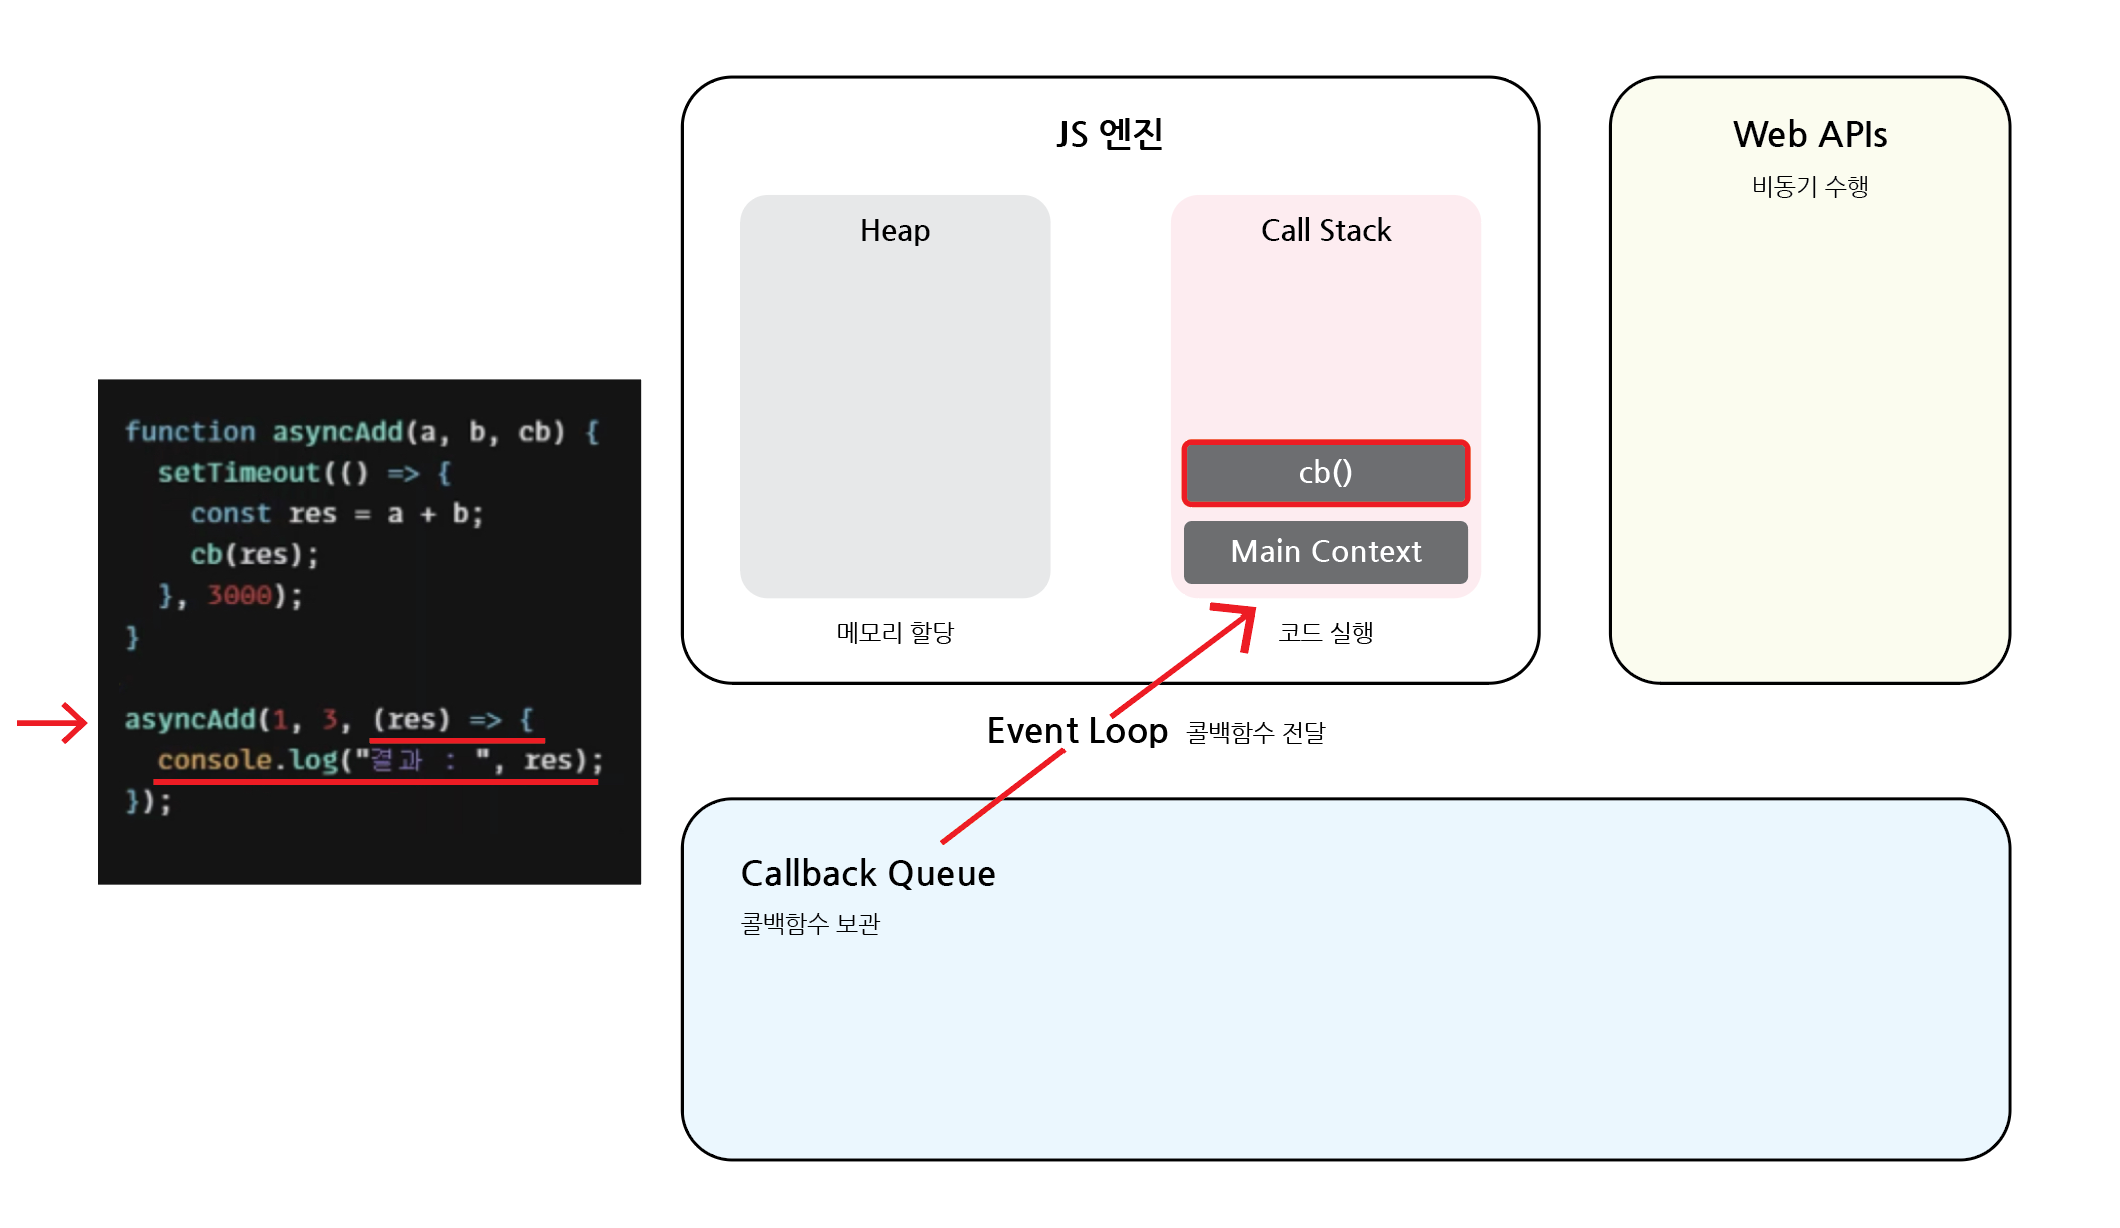 function asyncAdd(a, b, cb) {
  setTimeout(() => {
    const res = a + b;
    cb(res);
  }, 3000);
}
asyncAdd(1, 3, (res) => {
  console.log("결과 : ", res);
});
JS 엔진
Heap
메모리 할당
Call Stack
cb()
Main Context
코드 실행
Web APIs
비동기 수행
Event Loop 콜백함수 전달
Callback Queue
콜백함수 보관